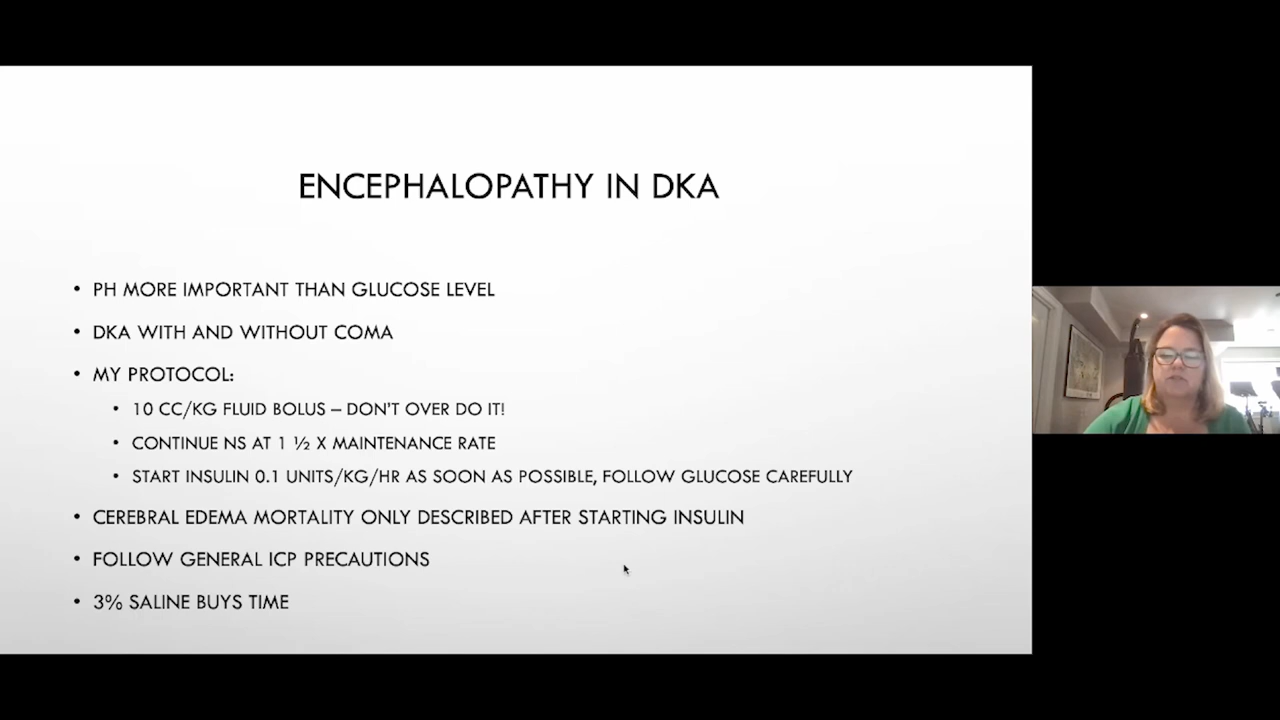 ENCEPHALOPATHY IN DKA
• PH MORE IMPORTANT THAN GLUCOSE LEVEL
• DKA WITH AND WITHOUT COMA
• MY PROTOCOL:
• 10 CC/KG FLUID BOLUS – DON'T OVER DO IT!
• CONTINUE NS AT 1 ½ X MAINTENANCE RATE
• START INSULIN 0.1 UNITS/KG/HR AS SOON AS POSSIBLE, FOLLOW GLUCOSE CAREFULLY
• CEREBRAL EDEMA MORTALITY ONLY DESCRIBED AFTER STARTING INSULIN
• FOLLOW GENERAL ICP PRECAUTIONS
• 3% SALINE BUYS TIME